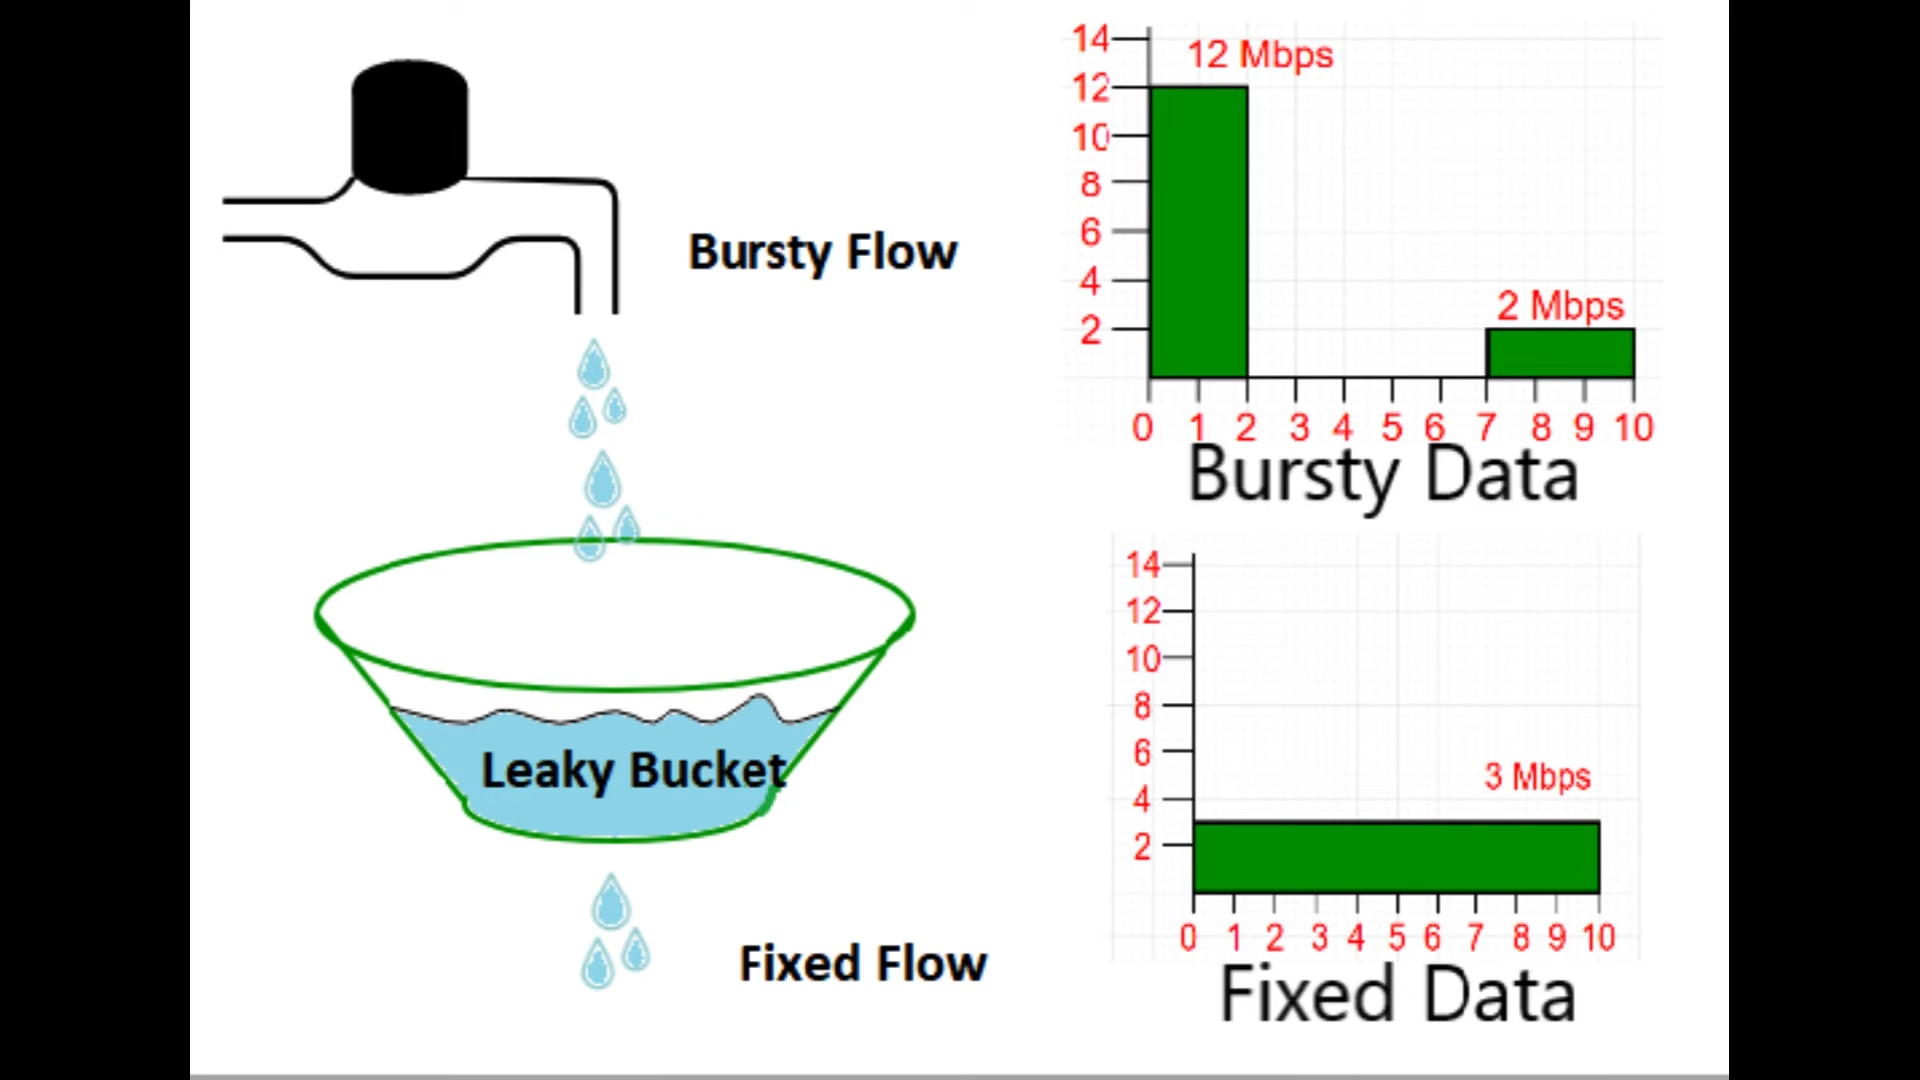 Bursty Flow
Leaky Bucket
Fixed Flow
14
12 Mbps
12
10
8
6
4
2 Mbps
2
0 1 2 3 4 5 6 7 8 9 10
Bursty Data
14
12
10
8
6
3 Mbps
4
2
0 1 2 3 4 5 6 7 8 9 10
Fixed Data